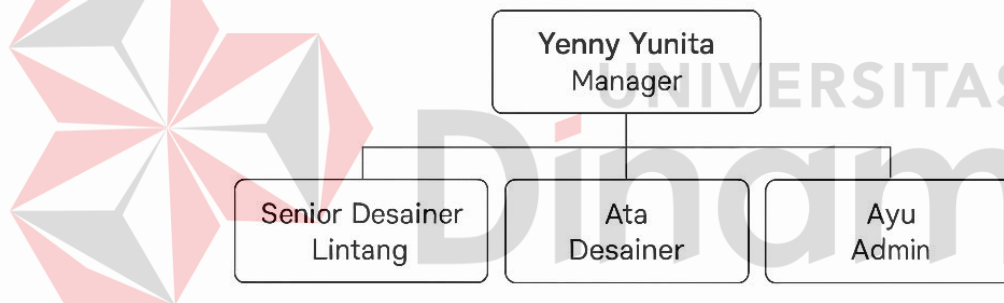 Yenny Yunita
Manager
UNIVERSITAS
Dinam
Senior Desainer
Lintang
Ata
Desainer
Ayu
Admin